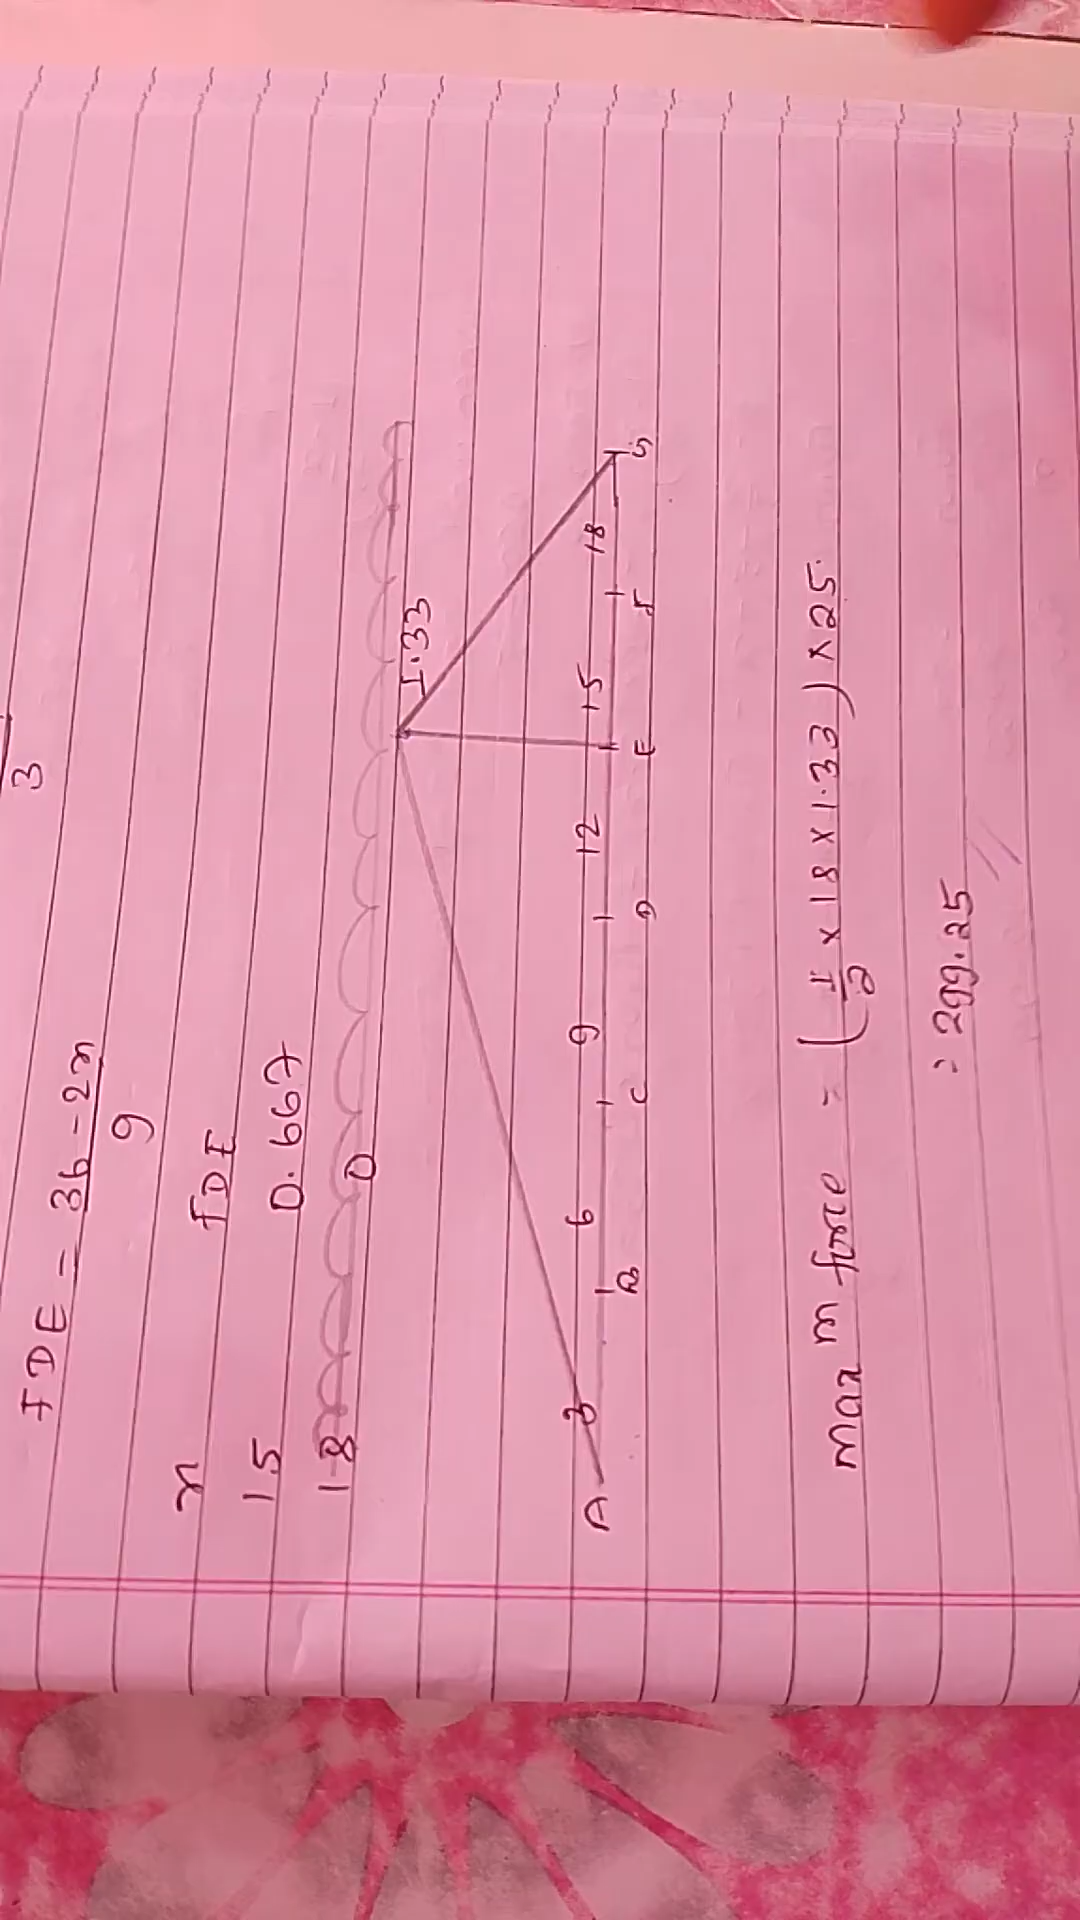 3
FDE = 36 - 2x
9
x FDE
15 0.667
18 0
1.33
A 3 6 9 12 15 18
B C D E F G
max m force = (1/2 x 18 x 1.33) x 25.
= 299.25